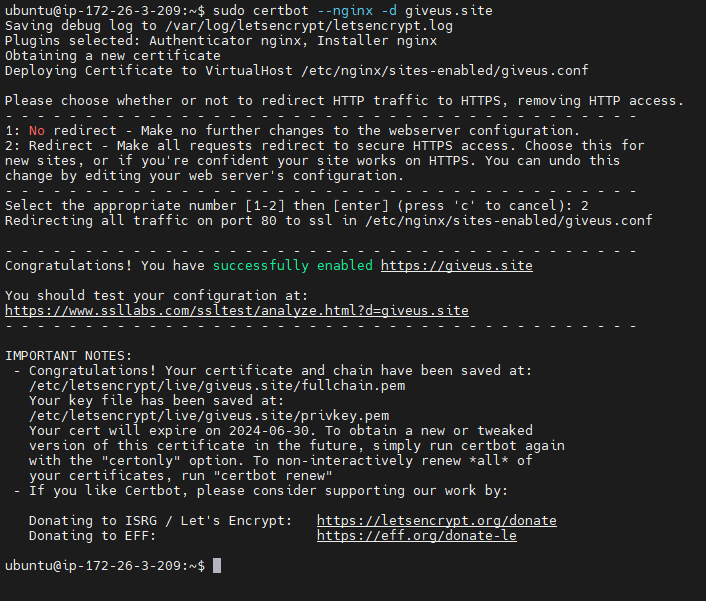 ubuntu@ip-172-26-3-209:~$ sudo certbot --nginx -d giveus.site
Saving debug log to /var/log/letsencrypt/letsencrypt.log
Plugins selected: Authenticator nginx, Installer nginx
Obtaining a new certificate
Deploying Certificate to VirtualHost /etc/nginx/sites-enabled/giveus.conf

Please choose whether or not to redirect HTTP traffic to HTTPS, removing HTTP access.
- - - - - - - - - - - - - - - - - - - - - - - - - - - - - - - - - - - - - - - -
1: No redirect - Make no further changes to the webserver configuration.
2: Redirect - Make all requests redirect to secure HTTPS access. Choose this for
new sites, or if you're confident your site works on HTTPS. You can undo this
change by editing your web server's configuration.
- - - - - - - - - - - - - - - - - - - - - - - - - - - - - - - - - - - - - - - -
Select the appropriate number [1-2] then [enter] (press 'c' to cancel): 2
Redirecting all traffic on port 80 to ssl in /etc/nginx/sites-enabled/giveus.conf

- - - - - - - - - - - - - - - - - - - - - - - - - - - - - - - - - - - - - - - -
Congratulations! You have successfully enabled https://giveus.site

You should test your configuration at:
https://www.ssllabs.com/ssltest/analyze.html?d=giveus.site
- - - - - - - - - - - - - - - - - - - - - - - - - - - - - - - - - - - - - - - -

IMPORTANT NOTES:
 - Congratulations! Your certificate and chain have been saved at:
   /etc/letsencrypt/live/giveus.site/fullchain.pem
   Your key file has been saved at:
   /etc/letsencrypt/live/giveus.site/privkey.pem
   Your cert will expire on 2024-06-30. To obtain a new or tweaked
   version of this certificate in the future, simply run certbot again
   with the "certonly" option. To non-interactively renew *all* of
   your certificates, run "certbot renew"
 - If you like Certbot, please consider supporting our work by:

   Donating to ISRG / Let's Encrypt:   https://letsencrypt.org/donate
   Donating to EFF:                    https://eff.org/donate-le

ubuntu@ip-172-26-3-209:~$